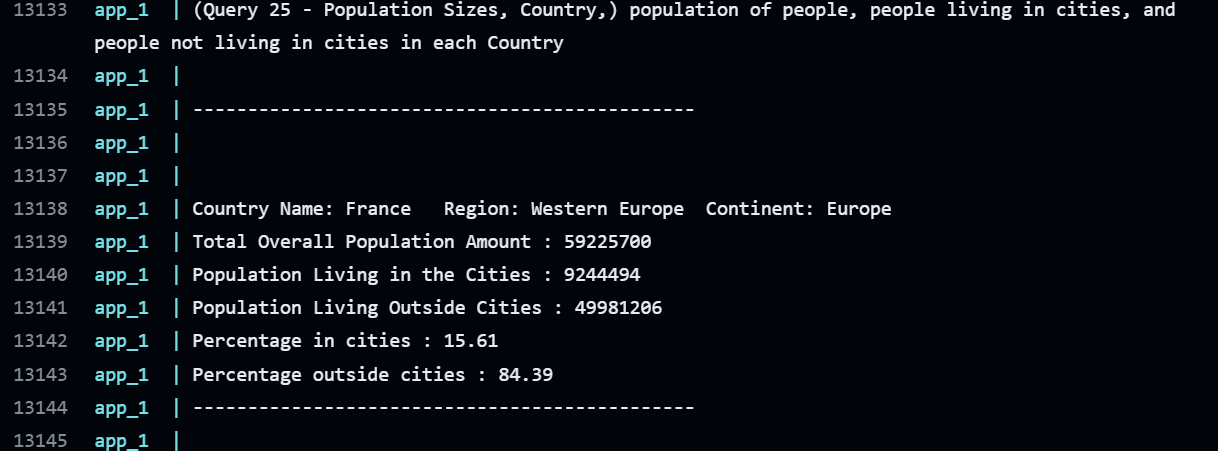 13133 app_1 | (Query 25 - Population Sizes, Country,) population of people, people living in cities, and
people not living in cities in each Country
13134 app_1 |
13135 app_1 | ----------------------------------------------
13136 app_1 |
13137 app_1 |
13138 app_1 | Country Name: France   Region: Western Europe  Continent: Europe
13139 app_1 | Total Overall Population Amount : 59225700
13140 app_1 | Population Living in the Cities : 9244494
13141 app_1 | Population Living Outside Cities : 49981206
13142 app_1 | Percentage in cities : 15.61
13143 app_1 | Percentage outside cities : 84.39
13144 app_1 | ----------------------------------------------
13145 app_1 |